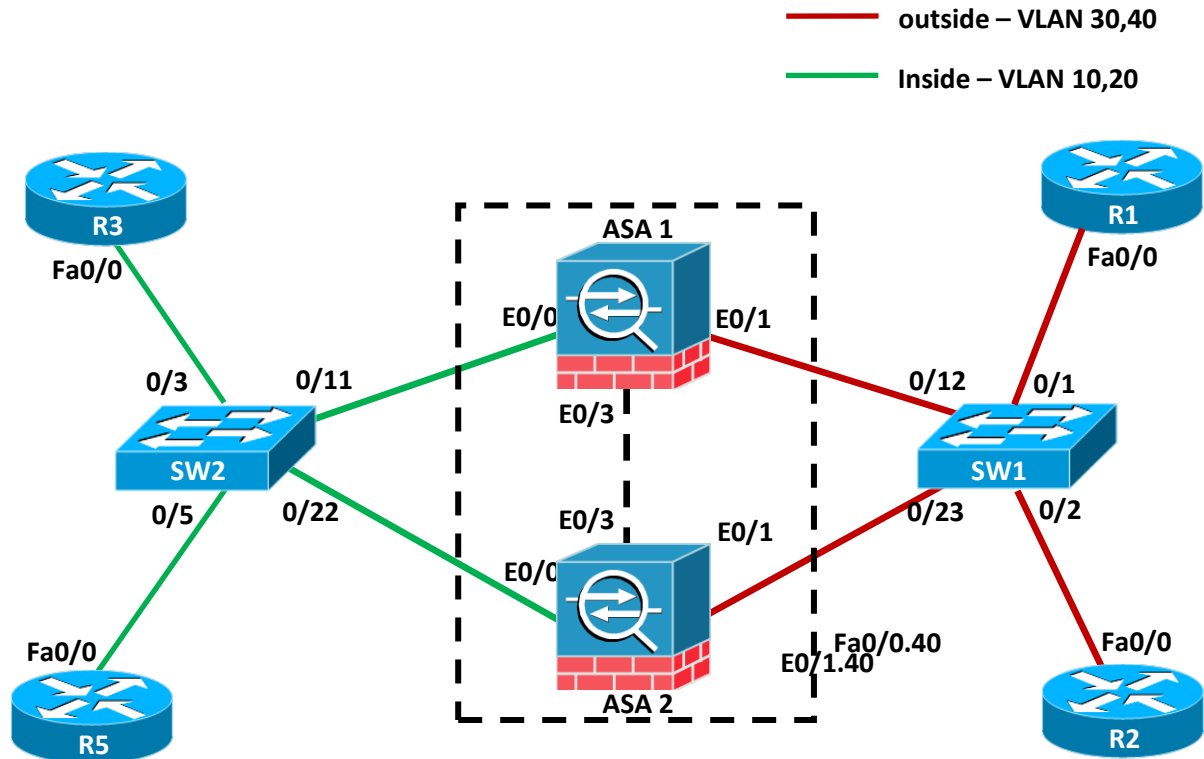 outside – VLAN 30,40
Inside – VLAN 10,20
R3
R1
ASA 1
Fa0/0
Fa0/0
E0/0
E0/1
0/3
0/11
0/12
0/1
E0/3
SW2
SW1
0/5
0/22
0/23
0/2
E0/3
E0/1
E0/0
Fa0/0
Fa0/0.40
Fa0/0
E0/1.40
ASA 2
R5
R2